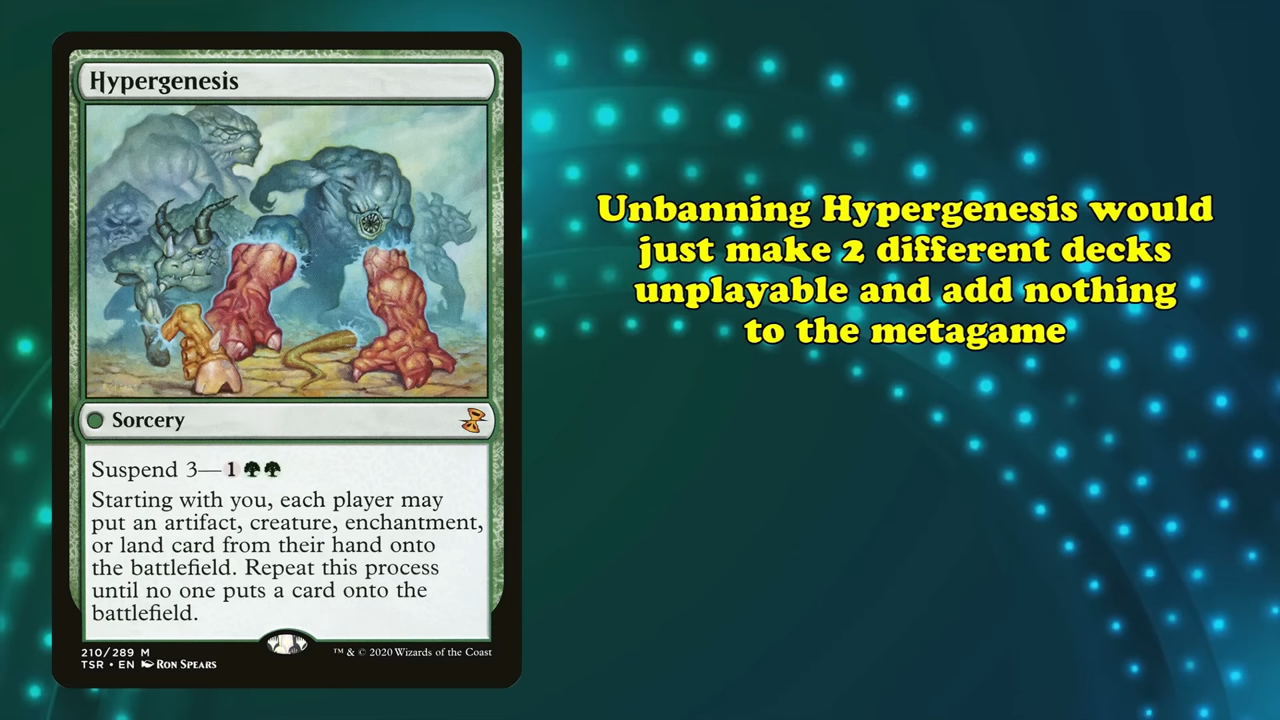 Hypergenesis
Unbanning Hypergenesis would
just make 2 different decks
unplayable and add nothing
to the metagame
Sorcery
Suspend 3—1
Starting with you, each player may
put an artifact, creature, enchantment,
or land card from their hand onto
the battlefield. Repeat this process
until no one puts a card onto the
battlefield.
210/289 M
TSR • EN Ron Spears
™ & © 2020 Wizards of the Coast